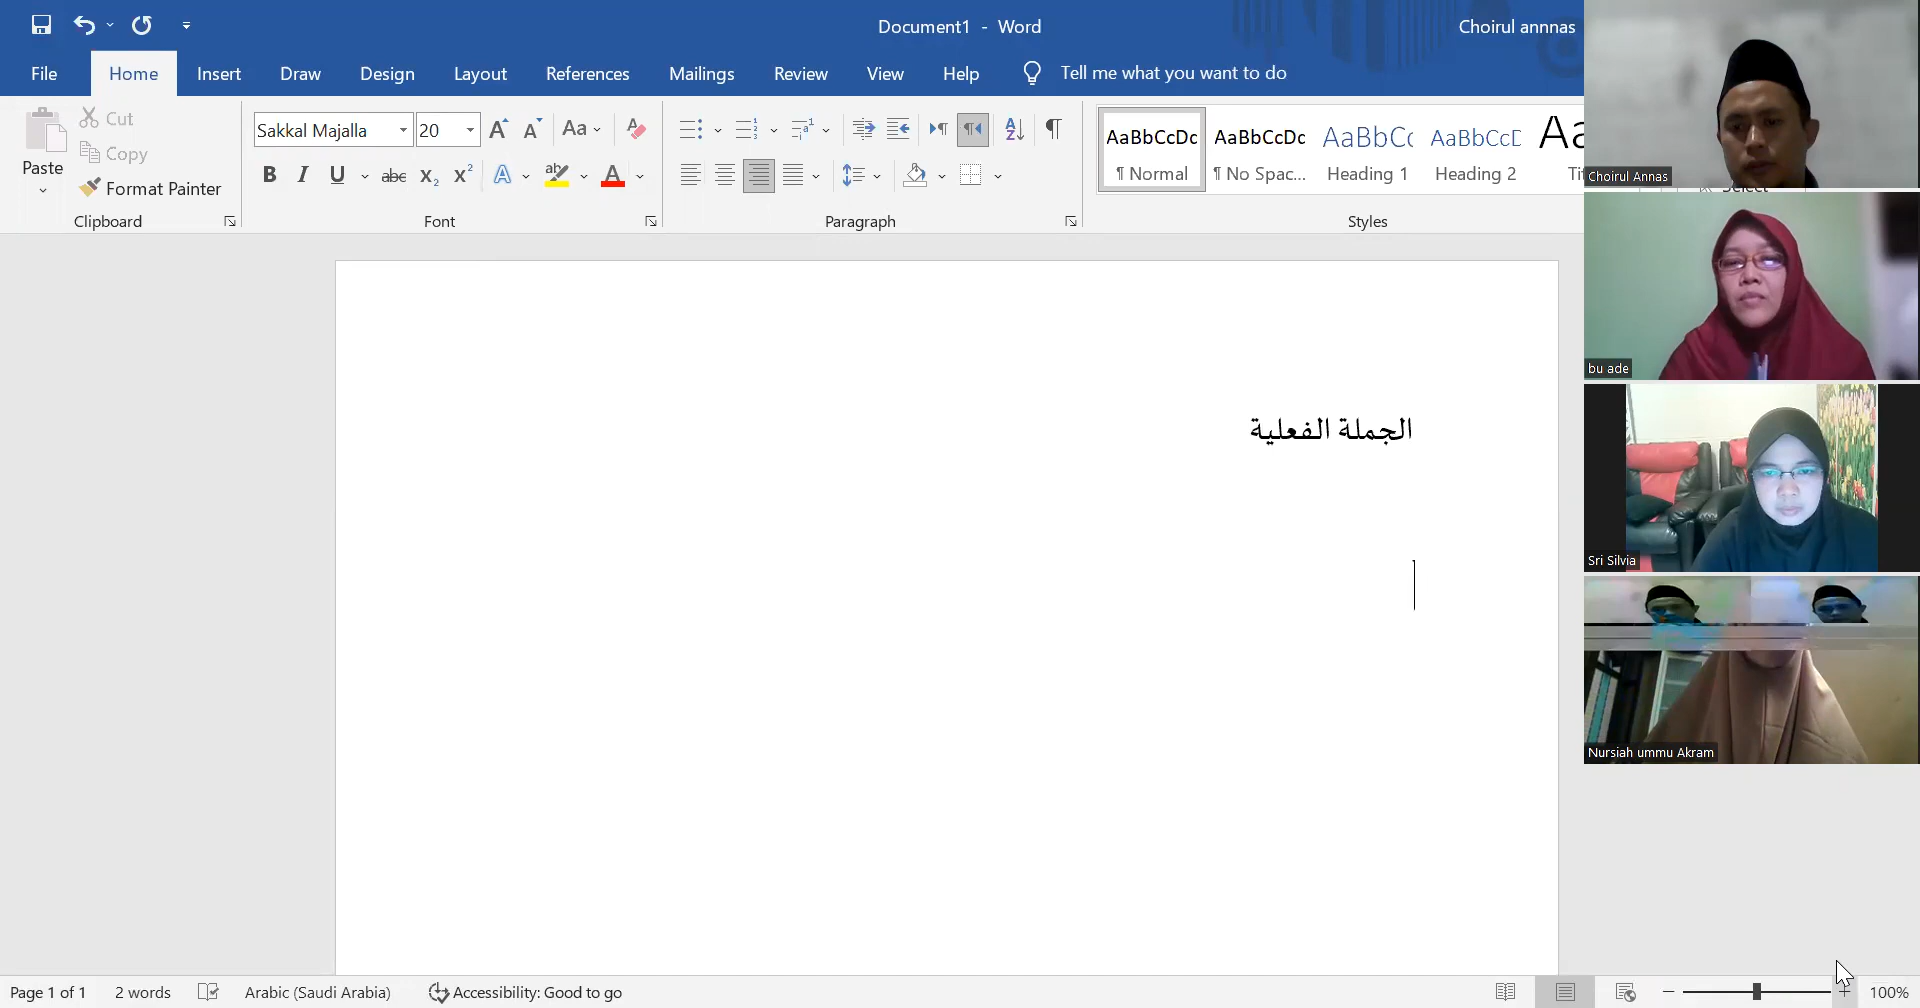 Document1 - Word
Choirul annnas
File Home Insert Draw Design Layout References Mailings Review View Help Tell me what you want to do
Paste
Cut
Copy
Format Painter
Clipboard
Sakkal Majalla 20
Font
Paragraph
AaBbCcDc AaBbCcDc AaBbCc AaBbCcD
¶ Normal ¶ No Spac... Heading 1 Heading 2
Styles
Select
Choirul Annas
bu ade
الجملة الفعلية
Sri Silvia
Nursiah ummu Akram
Page 1 of 1 2 words Arabic (Saudi Arabia) Accessibility: Good to go 100%